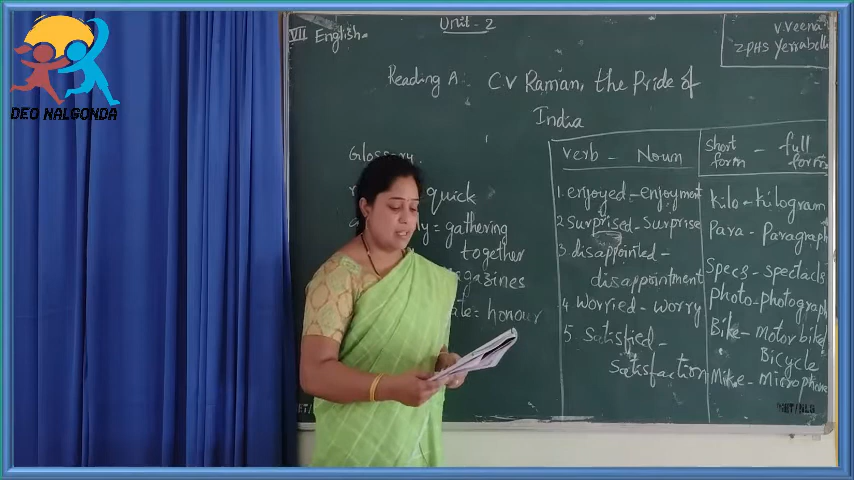 DEO NALGONDA
VII English=
Unit-2
V.Veena
ZPHS Yerrabelli
Reading A:- C V Raman, the Pride of
India
Glossary:
quick
= gathering
together
= honour
verb - Noun
1. enjoyed - enjoyment
2 Surprised - Surprise
3 disappointed -
disappointment
4 Worried - Worry
5 Satisfied -
Satisfaction
short form - full form
Kilo - Kilogram
Para - Paragraph
Specs - Spectacls
Photo - photograph
Bike - Motor bike
Bicycle
Mike - Microphone